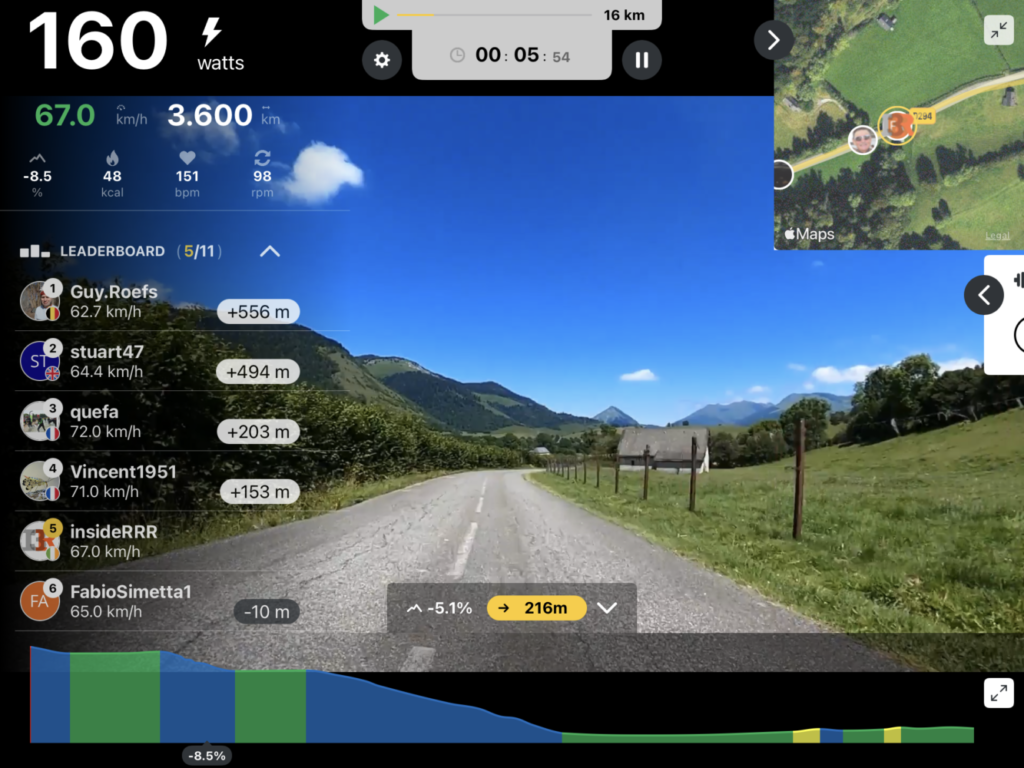 160 watts
16 km
00: 05: 54
67.0 km/h 3.600 km
-8.5 %
48 kcal
151 bpm
98 rpm
LEADERBOARD (5/11)
1 Guy.Roefs
62.7 km/h +556 m
ST 2 stuart47
64.4 km/h +494 m
3 quefa
72.0 km/h +203 m
4 Vincent1951
71.0 km/h +153 m
5 insideRRR
67.0 km/h
FA 6 FabioSimetta1
65.0 km/h -10 m
Maps
Legal
-5.1% → 216m
-8.5%